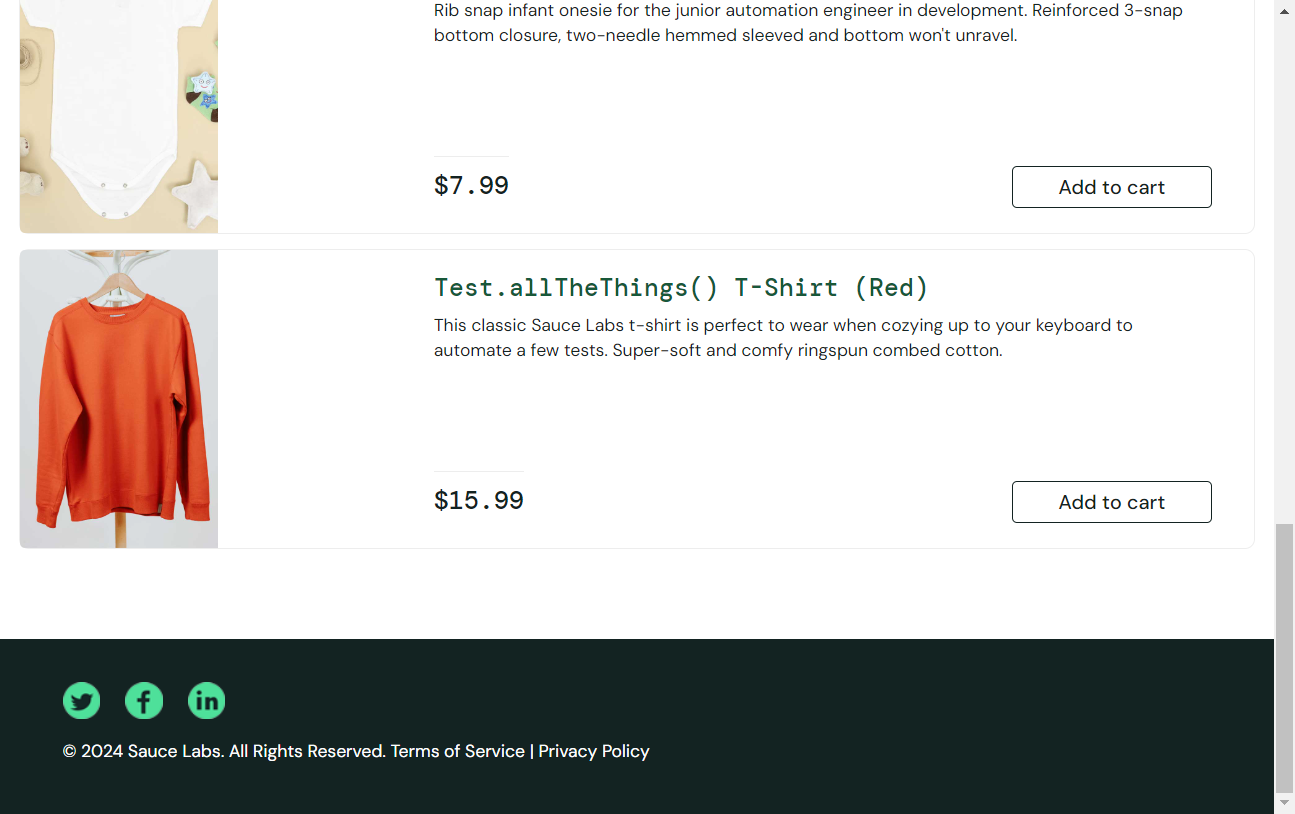 Rib snap infant onesie for the junior automation engineer in development. Reinforced 3-snap
bottom closure, two-needle hemmed sleeved and bottom won't unravel.
$7.99
Add to cart
Test.allTheThings() T-Shirt (Red)
This classic Sauce Labs t-shirt is perfect to wear when cozying up to your keyboard to
automate a few tests. Super-soft and comfy ringspun combed cotton.
$15.99
Add to cart
© 2024 Sauce Labs. All Rights Reserved. Terms of Service | Privacy Policy